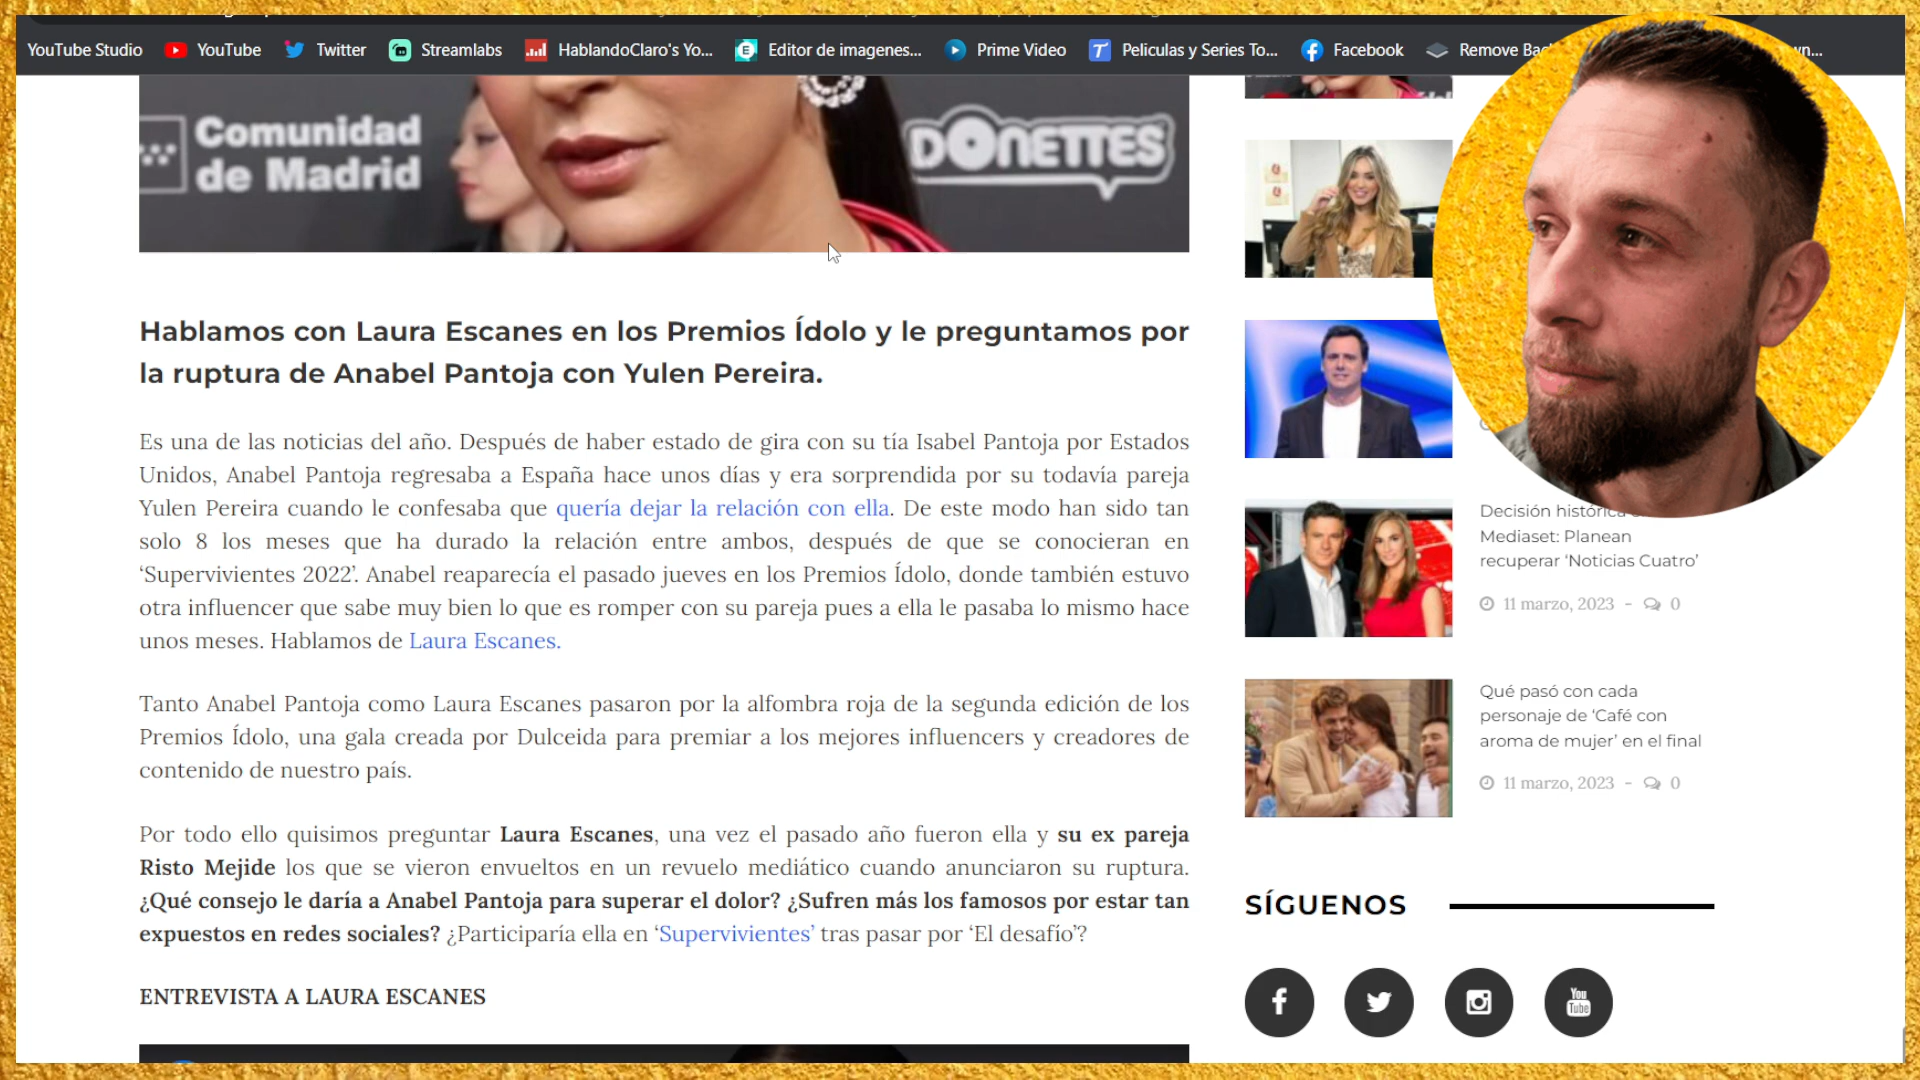 YouTube Studio YouTube Twitter Streamlabs HablandoClaro's Yo... Editor de imagenes... Prime Video Peliculas y Series To... Facebook Remove
Comunidad
de Madrid
DONETTES
Hablamos con Laura Escanes en los Premios Ídolo y le preguntamos por
la ruptura de Anabel Pantoja con Yulen Pereira.
Es una de las noticias del año. Después de haber estado de gira con su tía Isabel Pantoja por Estados
Unidos, Anabel Pantoja regresaba a España hace unos días y era sorprendida por su todavía pareja
Yulen Pereira cuando le confesaba que quería dejar la relación con ella. De este modo han sido tan
solo 8 los meses que ha durado la relación entre ambos, después de que se conocieran en
‘Supervivientes 2022’. Anabel reaparecía el pasado jueves en los Premios Ídolo, donde también estuvo
otra influencer que sabe muy bien lo que es romper con su pareja pues a ella le pasaba lo mismo hace
unos meses. Hablamos de Laura Escanes.
Tanto Anabel Pantoja como Laura Escanes pasaron por la alfombra roja de la segunda edición de los
Premios Ídolo, una gala creada por Dulceida para premiar a los mejores influencers y creadores de
contenido de nuestro país.
Por todo ello quisimos preguntar Laura Escanes, una vez el pasado año fueron ella y su ex pareja
Risto Mejide los que se vieron envueltos en un revuelo mediático cuando anunciaron su ruptura.
¿Qué consejo le daría a Anabel Pantoja para superar el dolor? ¿Sufren más los famosos por estar tan
expuestos en redes sociales? ¿Participaría ella en ‘Supervivientes’ tras pasar por ‘El desafío’?
ENTREVISTA A LAURA ESCANES
Decisión histórica
Mediaset: Planean
recuperar ‘Noticias Cuatro’
11 marzo, 2023 - 0
Qué pasó con cada
personaje de ‘Café con
aroma de mujer’ en el final
11 marzo, 2023 - 0
SÍGUENOS
You
Tube